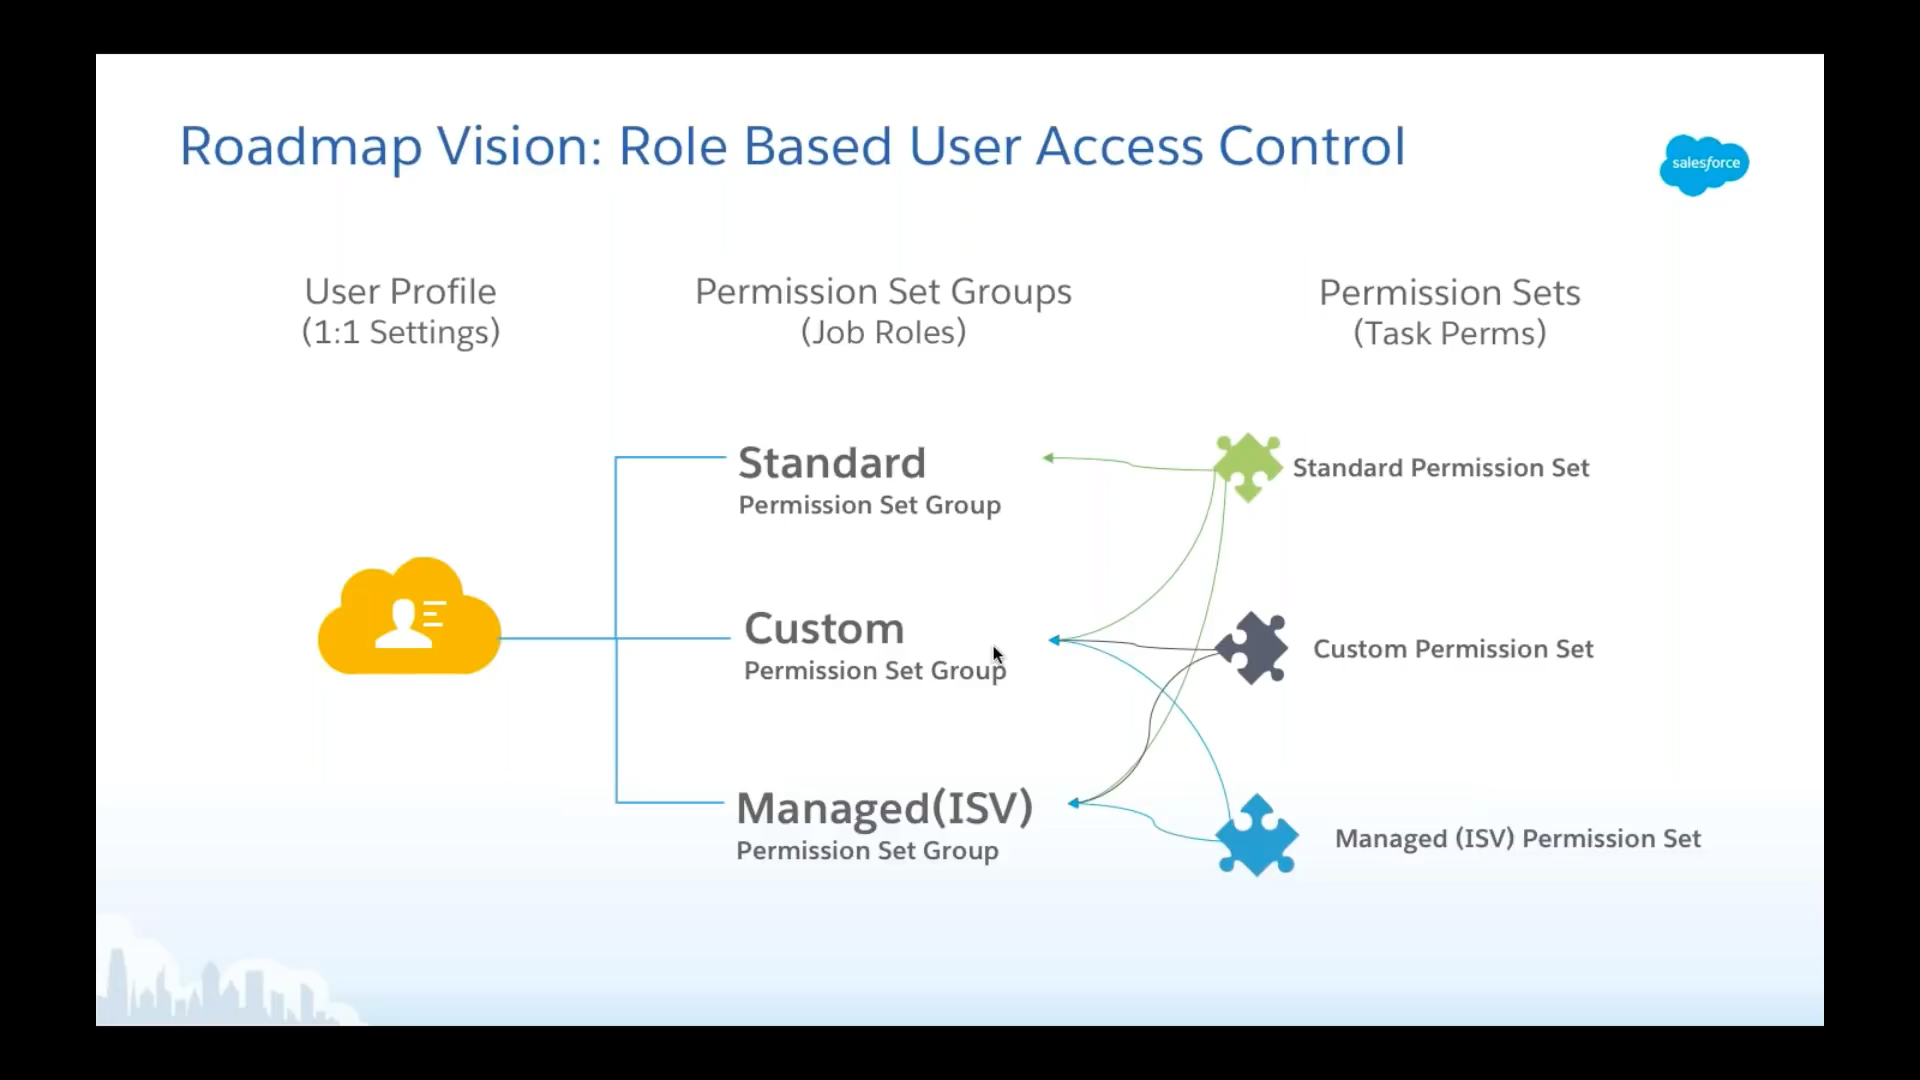 Roadmap Vision: Role Based User Access Control
salesforce
User Profile
(1:1 Settings)
Permission Set Groups
(Job Roles)
Permission Sets
(Task Perms)
Standard
Permission Set Group
Standard Permission Set
Custom
Permission Set Group
Custom Permission Set
Managed(ISV)
Permission Set Group
Managed (ISV) Permission Set